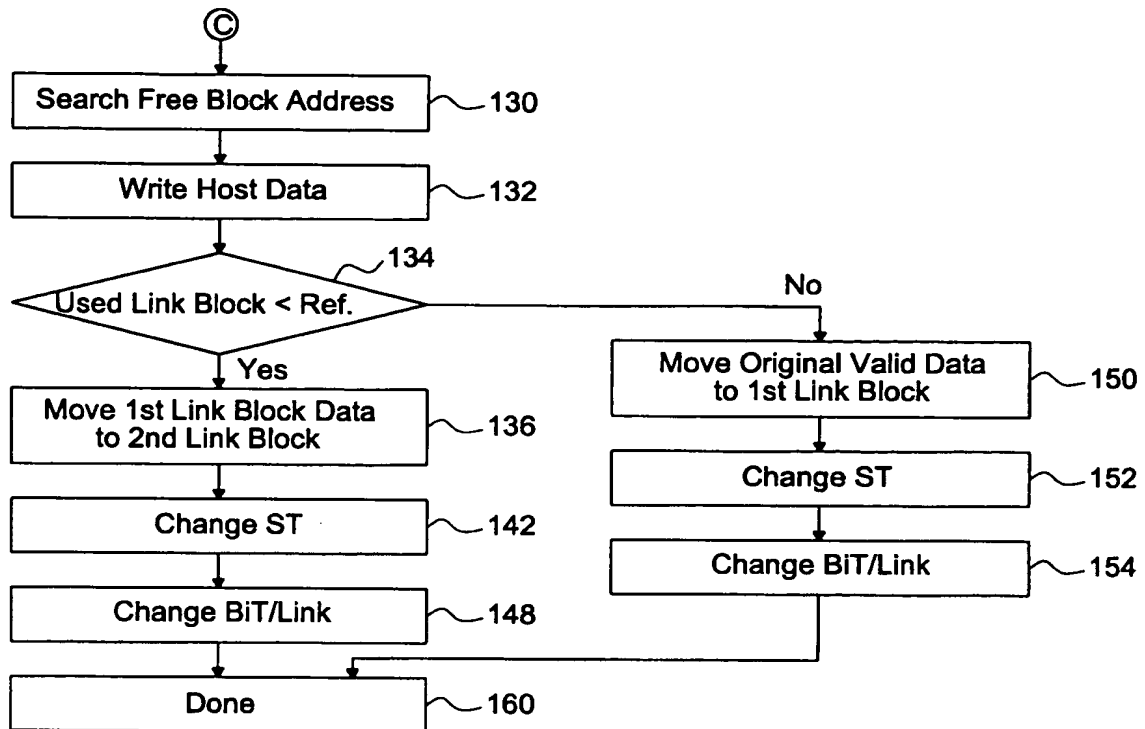 C
Search Free Block Address
130
Write Host Data
132
134
Used Link Block < Ref.
No
Yes
Move 1st Link Block Data
to 2nd Link Block
136
Move Original Valid Data
to 1st Link Block
150
Change ST
142
Change ST
152
Change BiT/Link
148
Change BiT/Link
154
Done
160